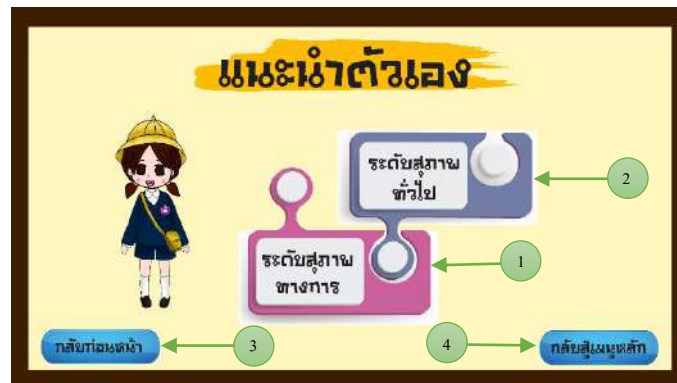 แนะนำตัวเอง
ระดับสุภาพ
ทั่วไป
2
ระดับสุภาพ
ทางการ
1
กลับก่อนหน้า
3
4
กลับสู่เมนูหลัก